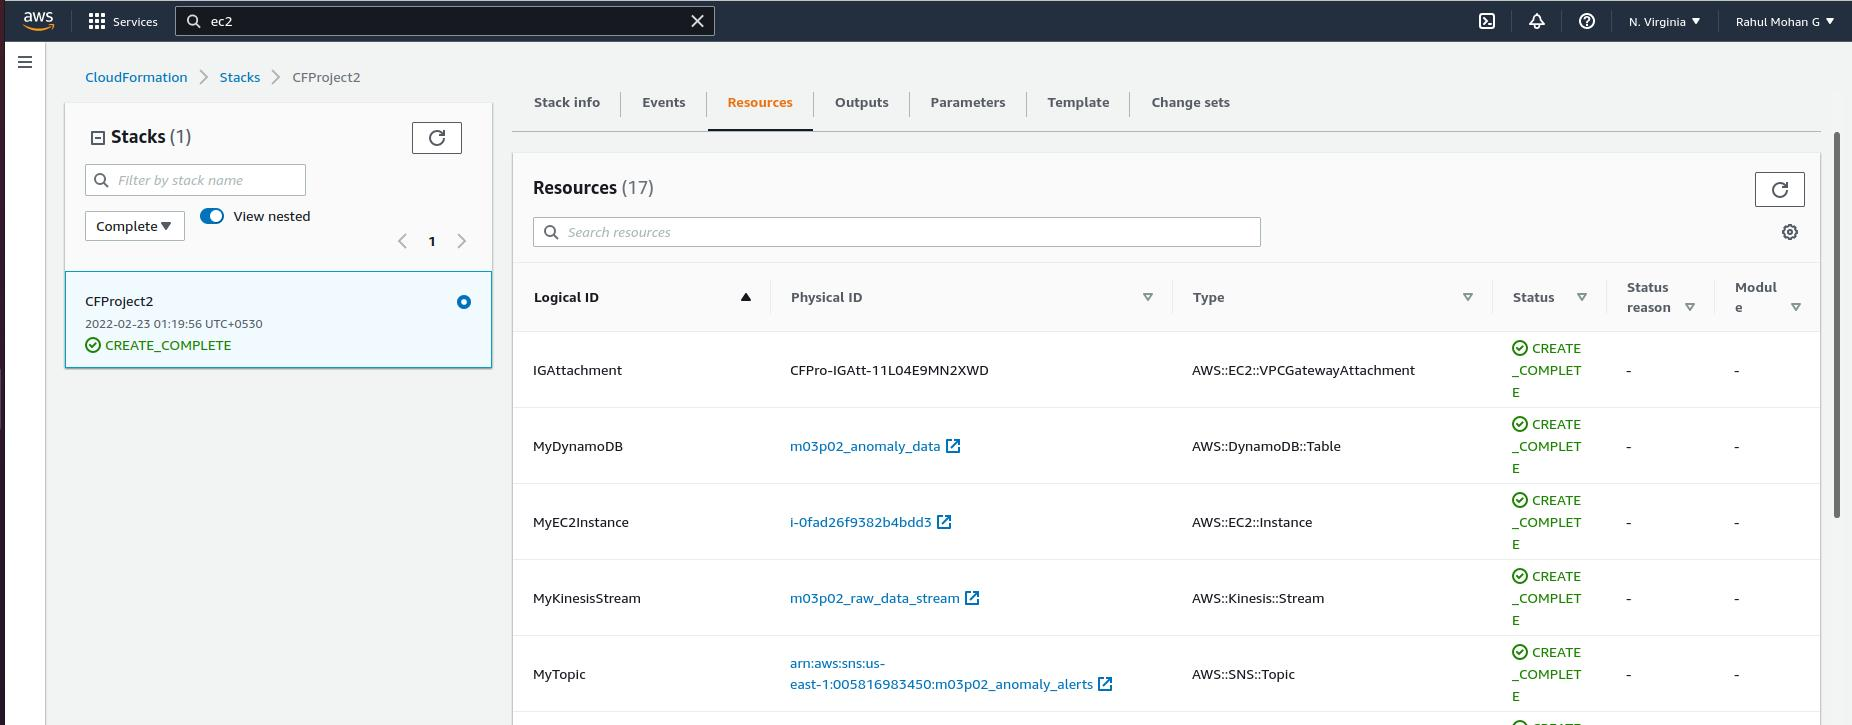 aws
Services
ec2
N. Virginia
Rahul Mohan G
CloudFormation
Stacks
CFProject2
Stacks (1)
Filter by stack name
Complete
View nested
1
CFProject2
2022-02-23 01:19:56 UTC+0530
CREATE_COMPLETE
Stack info
Events
Resources
Outputs
Parameters
Template
Change sets
Resources (17)
Search resources
Logical ID
Physical ID
Type
Status
Status
reason
Modul
e
IGAttachment
CFPro-IGAtt-11L04E9MN2XWD
AWS::EC2::VPCGatewayAttachment
CREATE
_COMPLET
E
-
-
MyDynamoDB
m03p02_anomaly_data
AWS::DynamoDB::Table
CREATE
_COMPLET
E
-
-
MyEC2Instance
i-0fad26f9382b4bdd3
AWS::EC2::Instance
CREATE
_COMPLET
E
-
-
MyKinesisStream
m03p02_raw_data_stream
AWS::Kinesis::Stream
CREATE
_COMPLET
E
-
-
MyTopic
arn:aws:sns:us-
east-1:005816983450:m03p02_anomaly_alerts
AWS::SNS::Topic
CREATE
_COMPLET
E
-
-